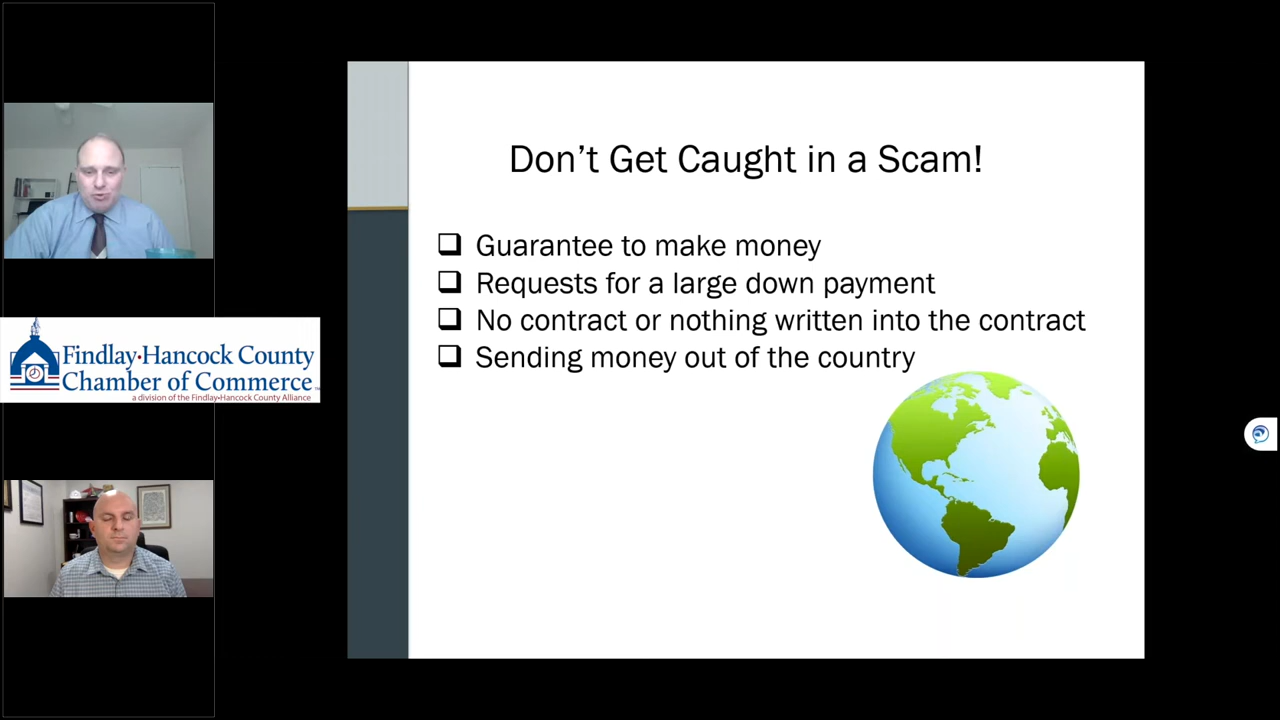 Don’t Get Caught in a Scam!
❑ Guarantee to make money
❑ Requests for a large down payment
❑ No contract or nothing written into the contract
❑ Sending money out of the country
Findlay•Hancock County
Chamber of Commerce
a division of the Findlay•Hancock County Alliance